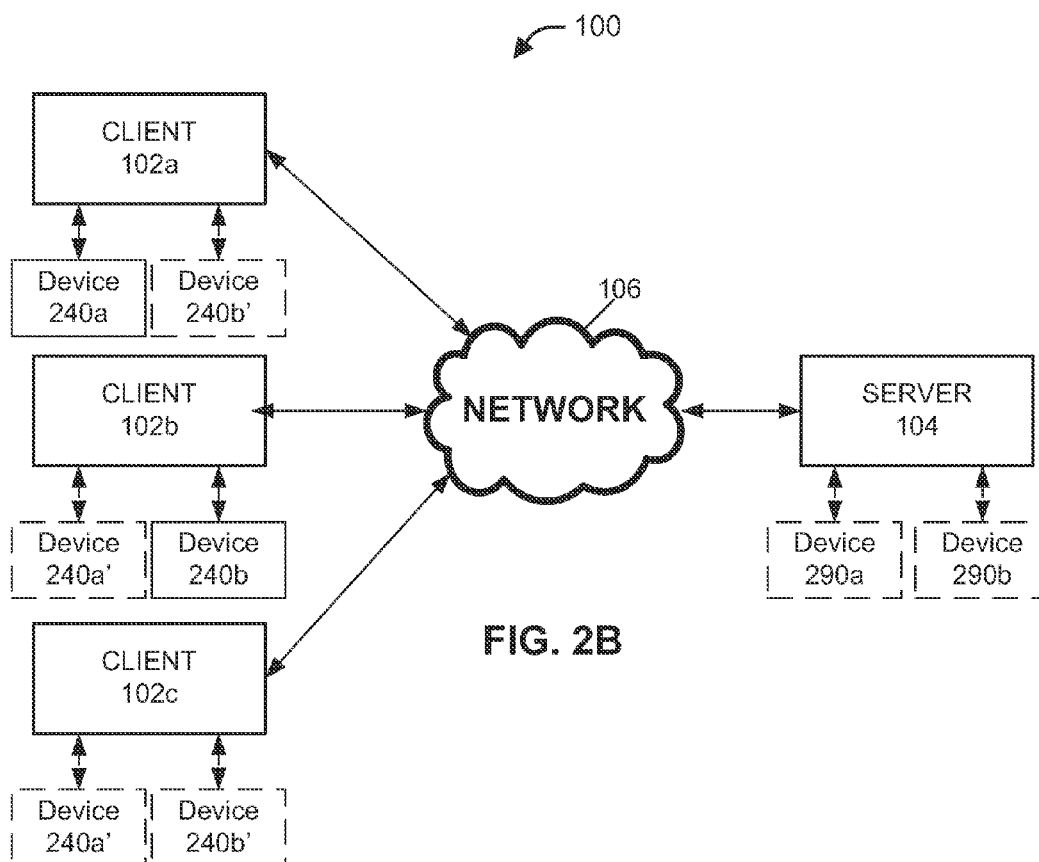 100
CLIENT
102a
Device
240a
Device
240b'
106
CLIENT
102b
NETWORK
SERVER
104
Device
240a'
Device
240b
Device
290a
Device
290b
FIG. 2B
CLIENT
102c
Device
240a'
Device
240b'